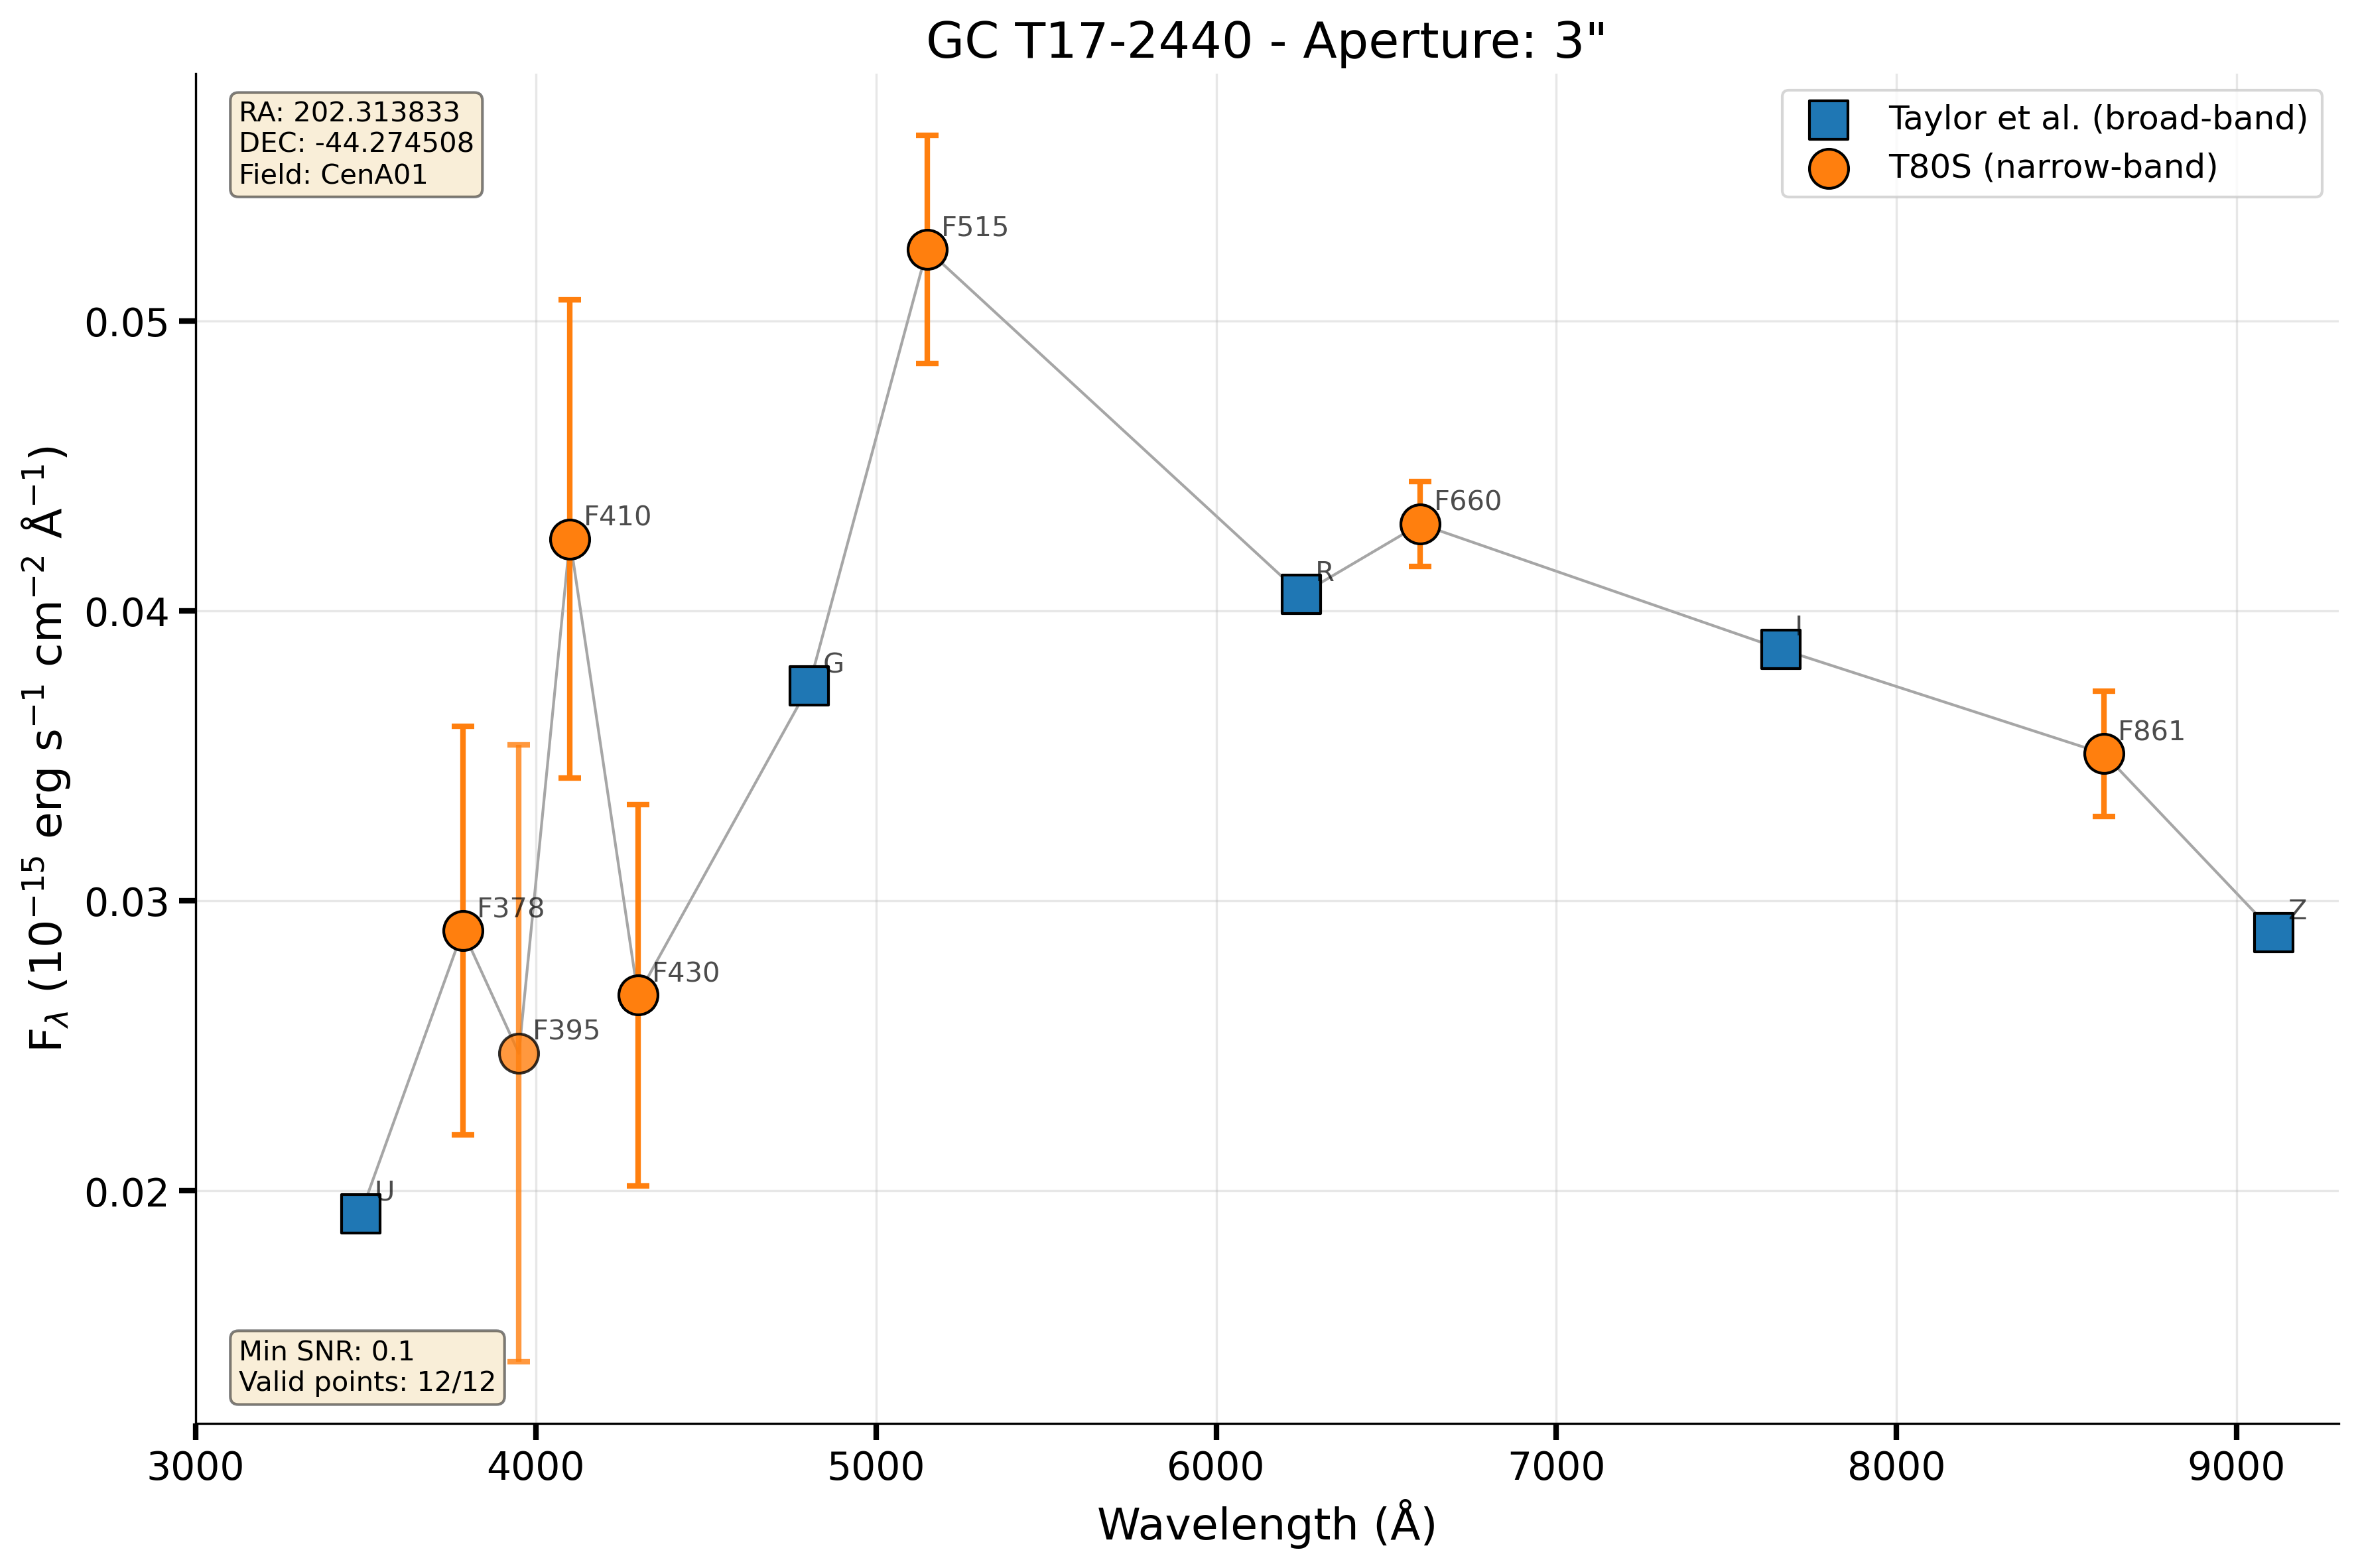 GC T17-2440 - Aperture: 3"
RA: 202.313833
DEC: -44.274508
Field: CenA01
Taylor et al. (broad-band)
T80S (narrow-band)
F515
F410
F660
R
I
G
F861
F378
Z
F430
F395
U
Min SNR: 0.1
Valid points: 12/12
0.05
0.04
0.03
0.02
F_λ (10⁻¹⁵ erg s⁻¹ cm⁻² Å⁻¹)
3000 4000 5000 6000 7000 8000 9000
Wavelength (Å)